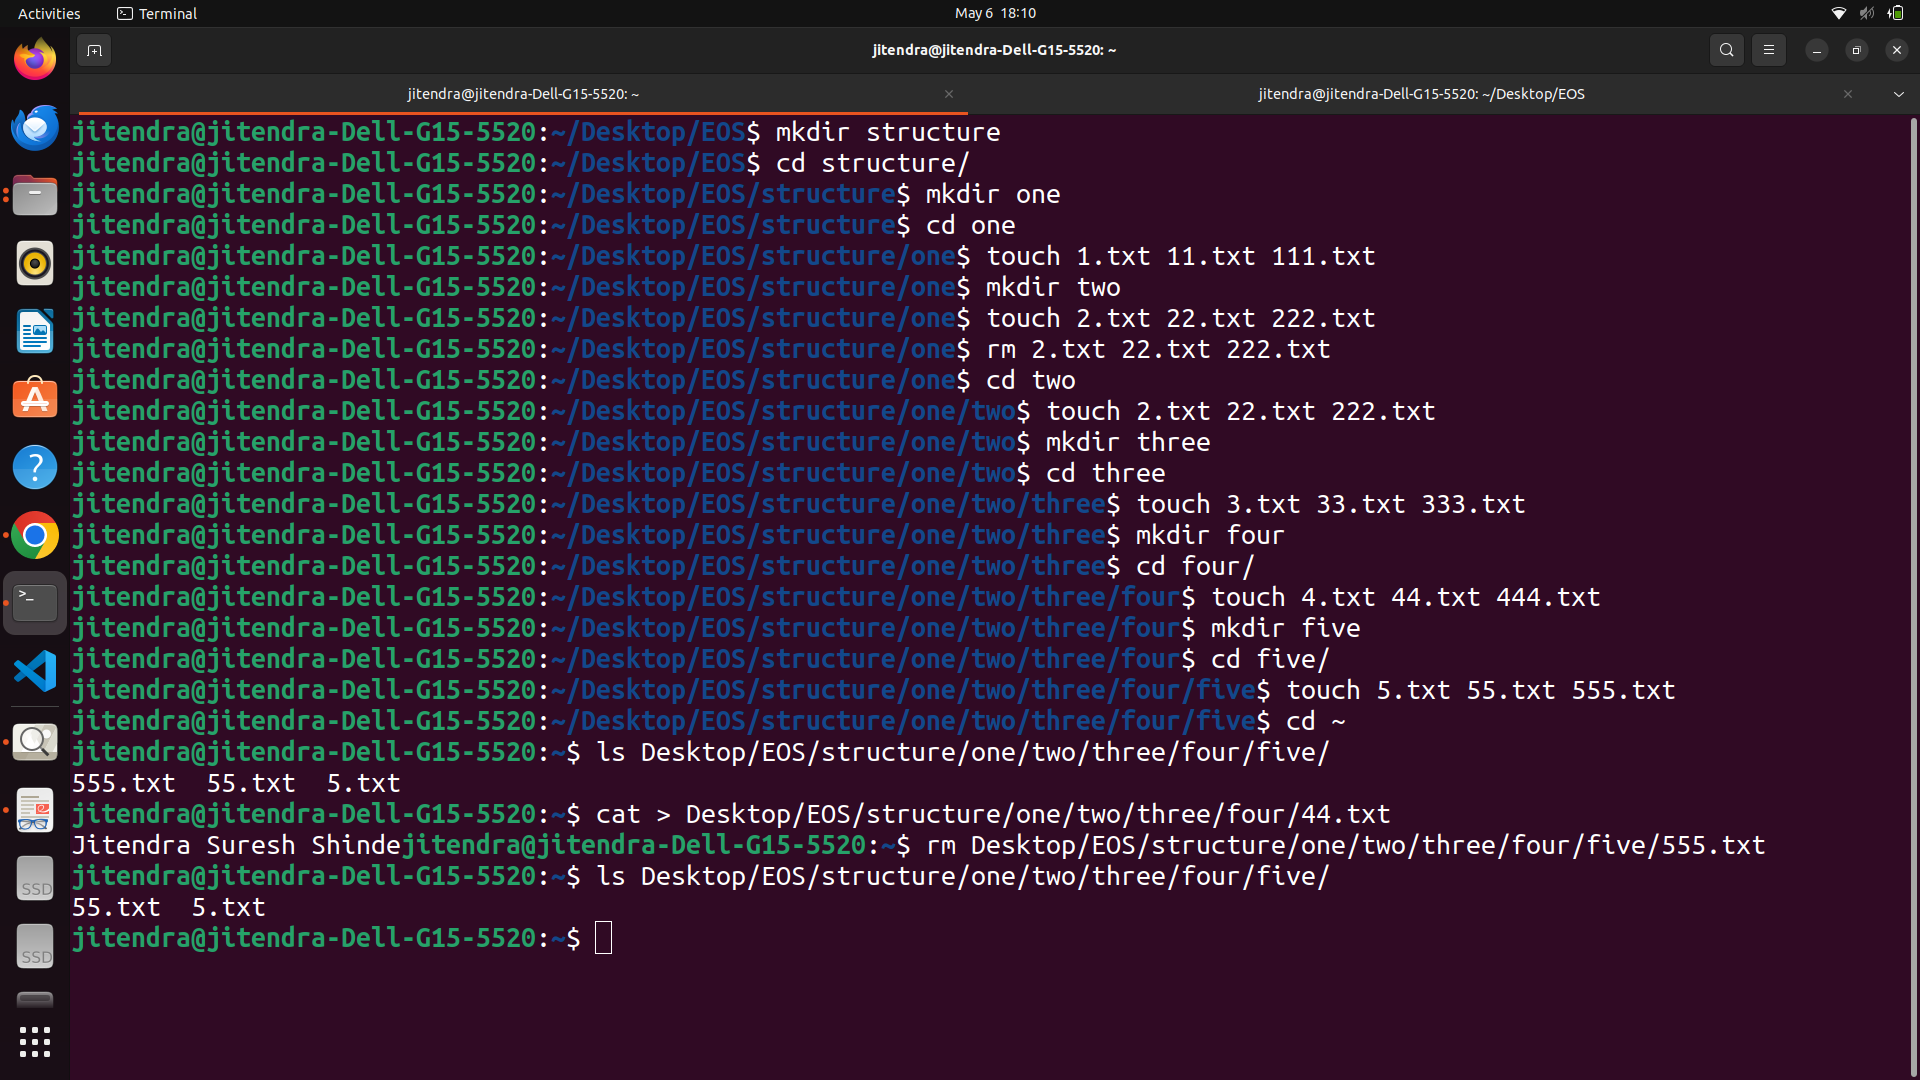 Activities Terminal May 6 18:10
jitendra@jitendra-Dell-G15-5520: ~
jitendra@jitendra-Dell-G15-5520: ~ jitendra@jitendra-Dell-G15-5520: ~/Desktop/EOS
jitendra@jitendra-Dell-G15-5520:~/Desktop/EOS$ mkdir structure
jitendra@jitendra-Dell-G15-5520:~/Desktop/EOS$ cd structure/
jitendra@jitendra-Dell-G15-5520:~/Desktop/EOS/structure$ mkdir one
jitendra@jitendra-Dell-G15-5520:~/Desktop/EOS/structure$ cd one
jitendra@jitendra-Dell-G15-5520:~/Desktop/EOS/structure/one$ touch 1.txt 11.txt 111.txt
jitendra@jitendra-Dell-G15-5520:~/Desktop/EOS/structure/one$ mkdir two
jitendra@jitendra-Dell-G15-5520:~/Desktop/EOS/structure/one$ touch 2.txt 22.txt 222.txt
jitendra@jitendra-Dell-G15-5520:~/Desktop/EOS/structure/one$ rm 2.txt 22.txt 222.txt
jitendra@jitendra-Dell-G15-5520:~/Desktop/EOS/structure/one$ cd two
jitendra@jitendra-Dell-G15-5520:~/Desktop/EOS/structure/one/two$ touch 2.txt 22.txt 222.txt
jitendra@jitendra-Dell-G15-5520:~/Desktop/EOS/structure/one/two$ mkdir three
jitendra@jitendra-Dell-G15-5520:~/Desktop/EOS/structure/one/two$ cd three
jitendra@jitendra-Dell-G15-5520:~/Desktop/EOS/structure/one/two/three$ touch 3.txt 33.txt 333.txt
jitendra@jitendra-Dell-G15-5520:~/Desktop/EOS/structure/one/two/three$ mkdir four
jitendra@jitendra-Dell-G15-5520:~/Desktop/EOS/structure/one/two/three$ cd four/
jitendra@jitendra-Dell-G15-5520:~/Desktop/EOS/structure/one/two/three/four$ touch 4.txt 44.txt 444.txt
jitendra@jitendra-Dell-G15-5520:~/Desktop/EOS/structure/one/two/three/four$ mkdir five
jitendra@jitendra-Dell-G15-5520:~/Desktop/EOS/structure/one/two/three/four$ cd five/
jitendra@jitendra-Dell-G15-5520:~/Desktop/EOS/structure/one/two/three/four/five$ touch 5.txt 55.txt 555.txt
jitendra@jitendra-Dell-G15-5520:~/Desktop/EOS/structure/one/two/three/four/five$ cd ~
jitendra@jitendra-Dell-G15-5520:~$ ls Desktop/EOS/structure/one/two/three/four/five/
555.txt  55.txt  5.txt
jitendra@jitendra-Dell-G15-5520:~$ cat > Desktop/EOS/structure/one/two/three/four/44.txt
Jitendra Suresh Shindejitendra@jitendra-Dell-G15-5520:~$ rm Desktop/EOS/structure/one/two/three/four/five/555.txt
jitendra@jitendra-Dell-G15-5520:~$ ls Desktop/EOS/structure/one/two/three/four/five/
55.txt  5.txt
jitendra@jitendra-Dell-G15-5520:~$
SSD
SSD